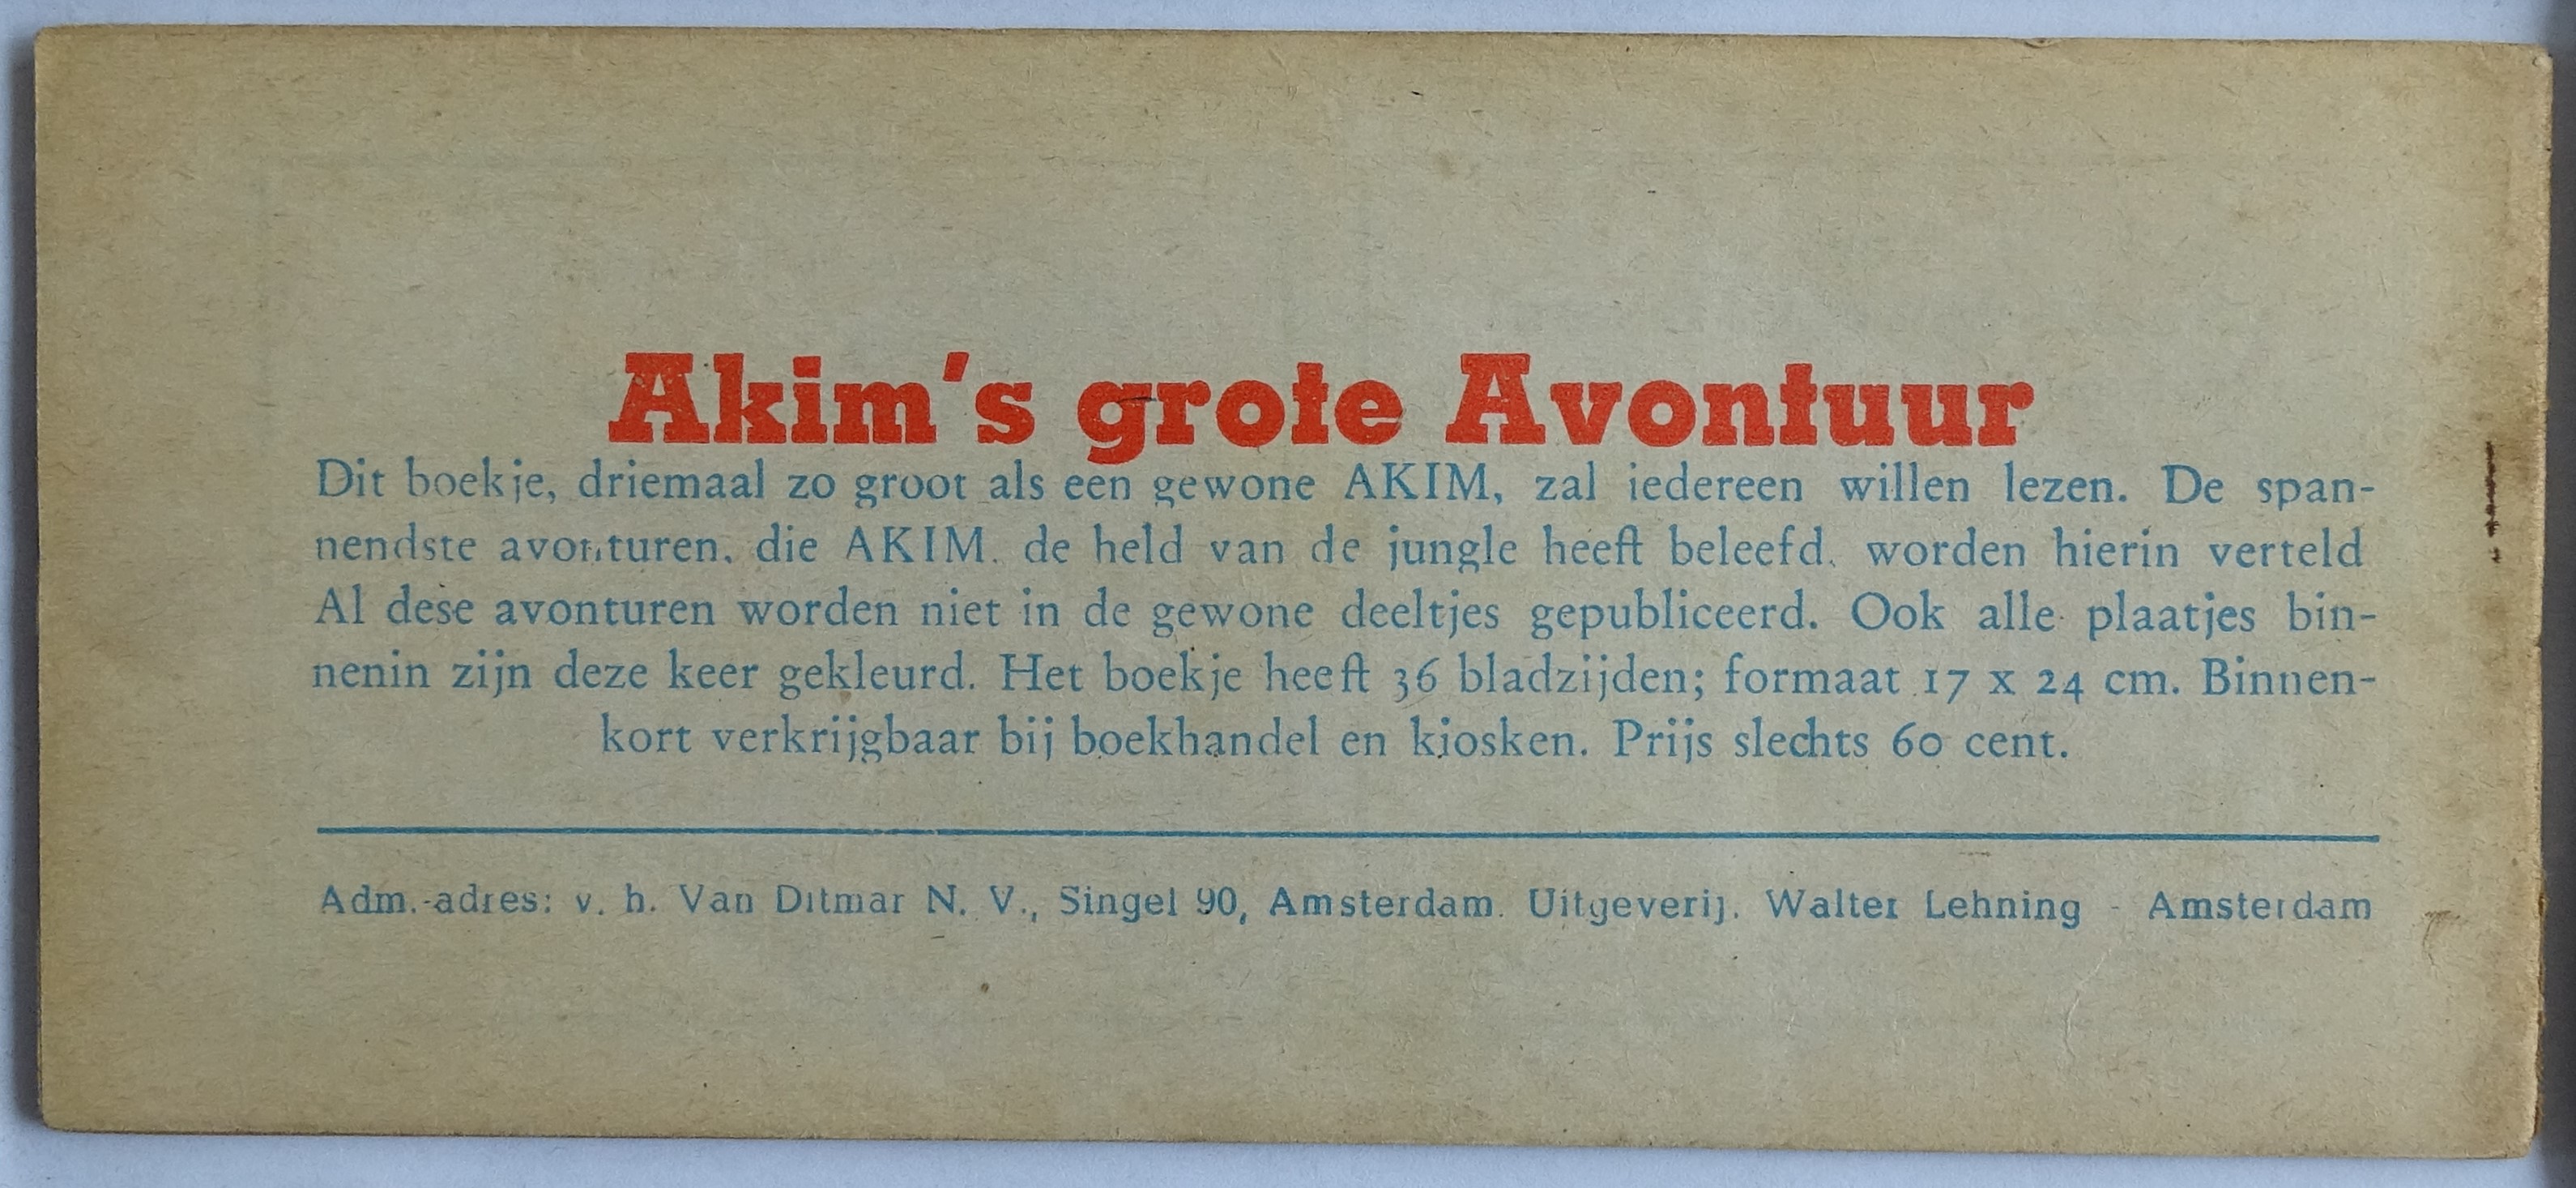 Akim's grote Avontuur
Dit boekje, driemaal zo groot als een gewone AKIM, zal iedereen willen lezen. De span-
nendste avonturen. die AKIM. de held van de jungle heeft beleefd. worden hierin verteld
Al dese avonturen worden niet in de gewone deeltjes gepubliceerd. Ook alle plaatjes bin-
nenin zijn deze keer gekleurd. Het boekje heeft 36 bladzijden; formaat 17 x 24 cm. Binnen-
kort verkrijgbaar bij boekhandel en kiosken. Prijs slechts 60 cent.
Adm.-adres: v. h. Van Ditmar N. V., Singel 90, Amsterdam. Uitgeverij. Walter Lehning - Amsterdam